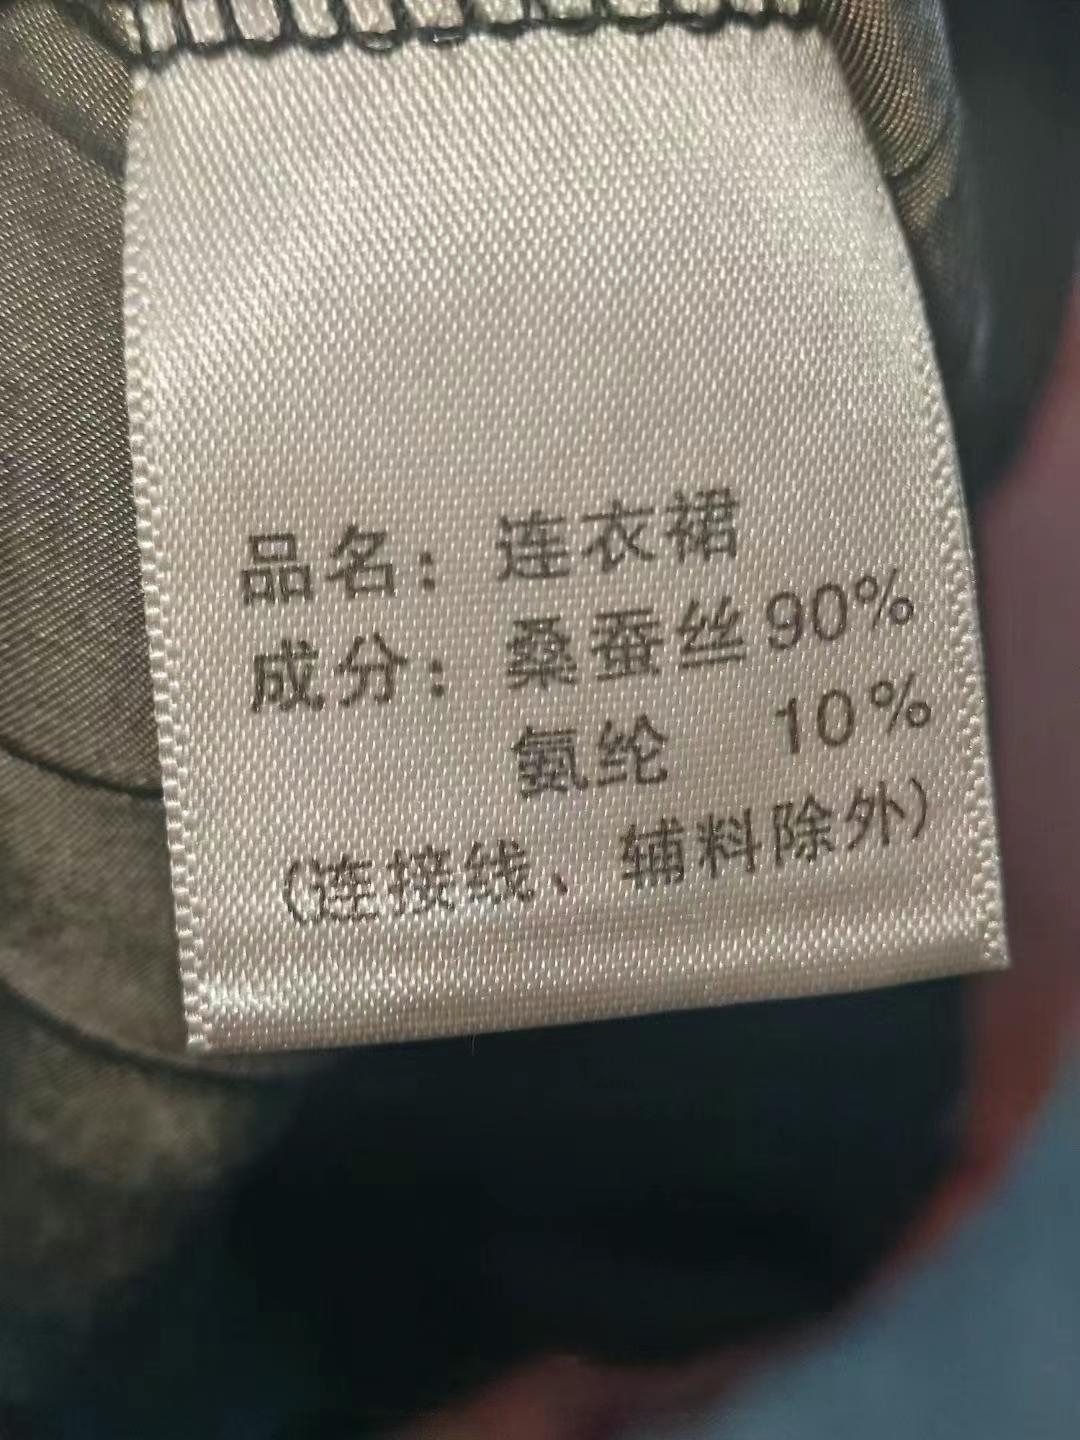 品名：连衣裙
成分：桑蚕丝90%
氨纶 10%
（连接线、辅料除外）